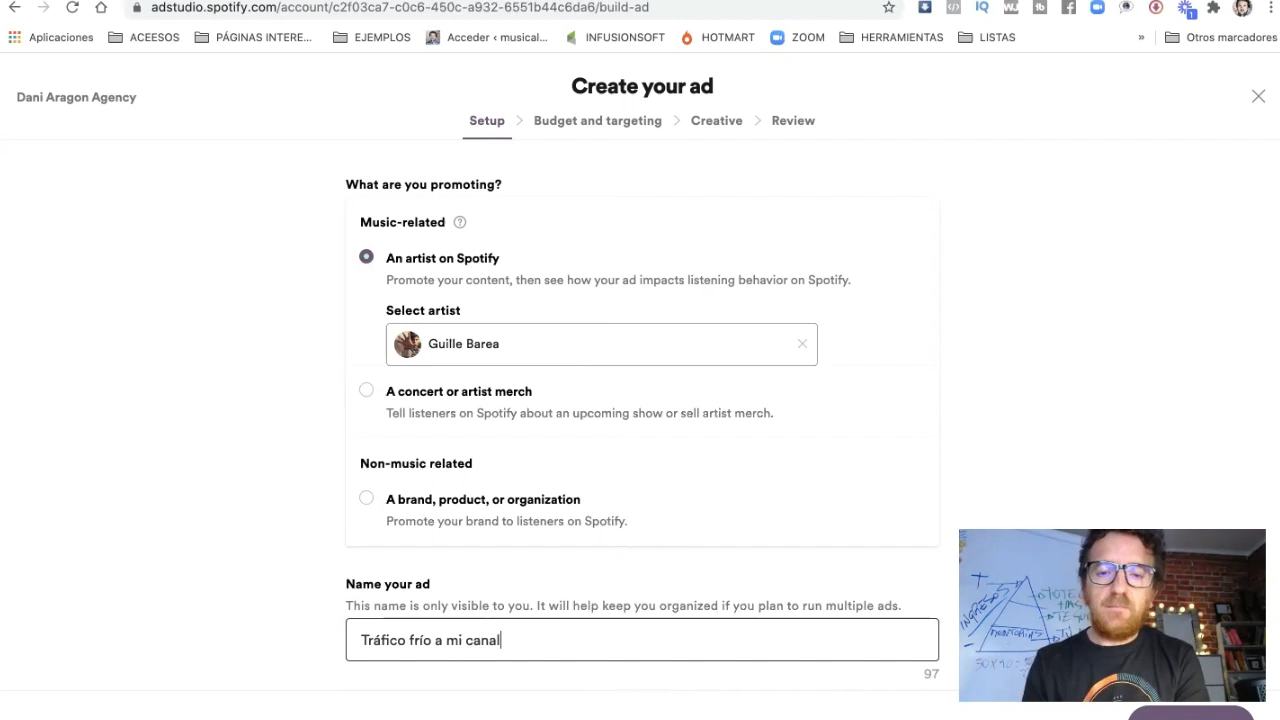 adstudio.spotify.com/account/c2f03ca7-c0c6-450c-a932-6551b44c6da6/build-ad
Aplicaciones ACEESOS PÁGINAS INTERE... EJEMPLOS Acceder ‹ musical... INFUSIONSOFT HOTMART ZOOM HERRAMIENTAS LISTAS » Otros marcadores
Dani Aragon Agency
Create your ad
Setup > Budget and targeting > Creative > Review
What are you promoting?
Music-related
An artist on Spotify
Promote your content, then see how your ad impacts listening behavior on Spotify.
Select artist
Guille Barea
A concert or artist merch
Tell listeners on Spotify about an upcoming show or sell artist merch.
Non-music related
A brand, product, or organization
Promote your brand to listeners on Spotify.
Name your ad
This name is only visible to you. It will help keep you organized if you plan to run multiple ads.
Tráfico frío a mi canal
97
INGRESOS